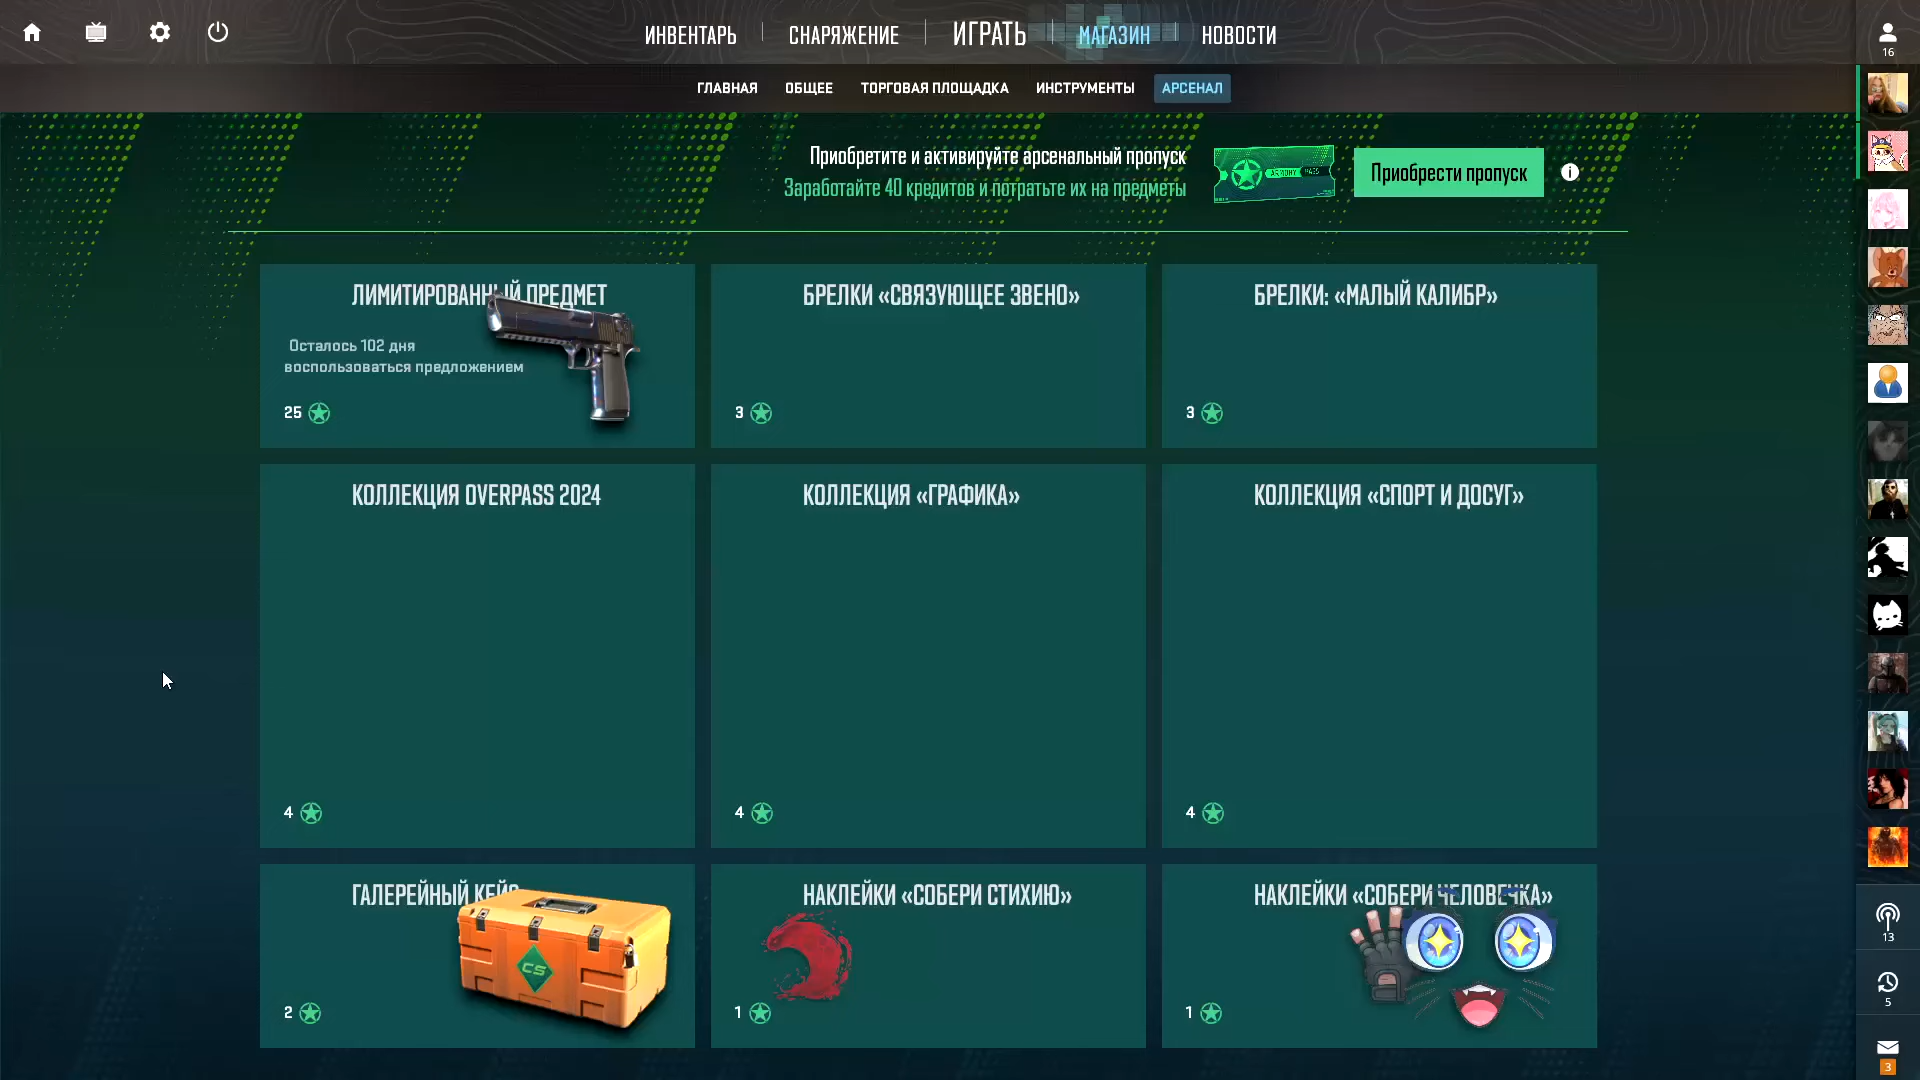 ИНВЕНТАРЬ
СНАРЯЖЕНИЕ
ИГРАТЬ
МАГАЗИН
НОВОСТИ
16
ГЛАВНАЯ
ОБЩЕЕ
ТОРГОВАЯ ПЛОЩАДКА
ИНСТРУМЕНТЫ
АРСЕНАЛ
Приобретите и активируйте арсенальный пропуск
Заработайте 40 кредитов и потратьте их на предметы
ARMORY PASS
Приобрести пропуск
ЛИМИТИРОВАННЫЙ ПРЕДМЕТ
Осталось 102 дня
воспользоваться предложением
25
БРЕЛКИ «СВЯЗУЮЩЕЕ ЗВЕНО»
3
БРЕЛКИ: «МАЛЫЙ КАЛИБР»
3
КОЛЛЕКЦИЯ OVERPASS 2024
4
КОЛЛЕКЦИЯ «ГРАФИКА»
4
КОЛЛЕКЦИЯ «СПОРТ И ДОСУГ»
4
ГАЛЕРЕЙНЫЙ КЕЙС
CS
2
НАКЛЕЙКИ «СОБЕРИ СТИХИЮ»
1
НАКЛЕЙКИ «СОБЕРИ ЧЕЛОВЕЧКА»
1
13
5
3